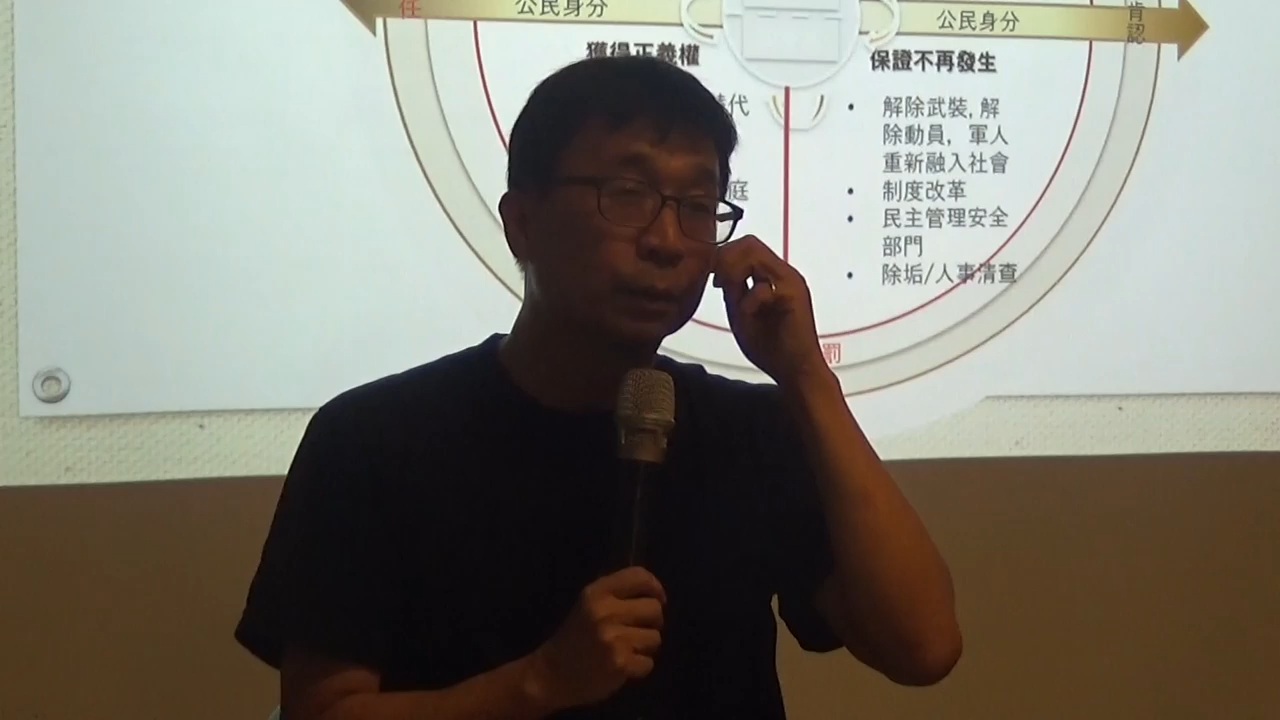 任
公民身分
公民身分
肯認
獲得正義權
保證不再發生
代
庭
• 解除武裝, 解
除動員, 軍人
重新融入社會
• 制度改革
• 民主管理安全
部門
• 除垢/人事清查
罰